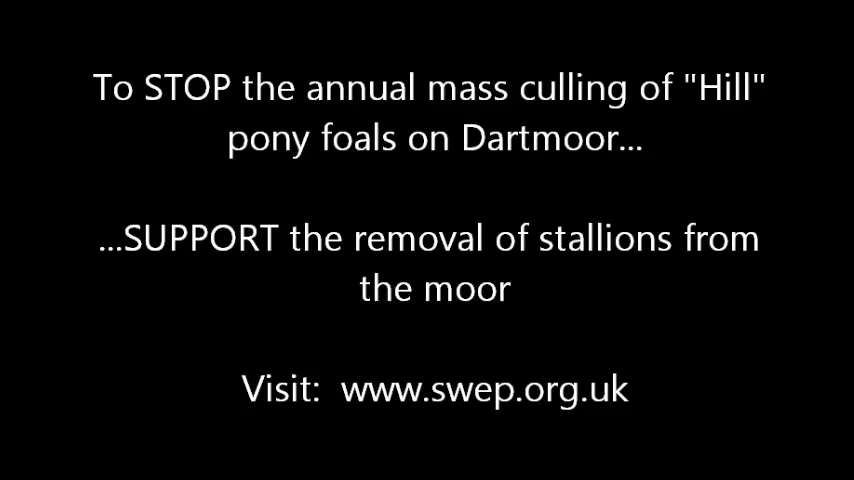 To STOP the annual mass culling of "Hill"
pony foals on Dartmoor...
...SUPPORT the removal of stallions from
the moor
Visit: www.swep.org.uk